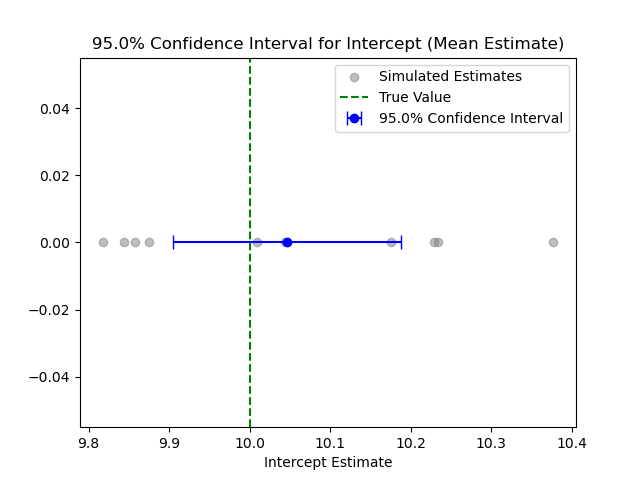 95.0% Confidence Interval for Intercept (Mean Estimate)
Simulated Estimates
True Value
95.0% Confidence Interval
0.04
0.02
0.00
−0.02
−0.04
9.8 9.9 10.0 10.1 10.2 10.3 10.4
Intercept Estimate